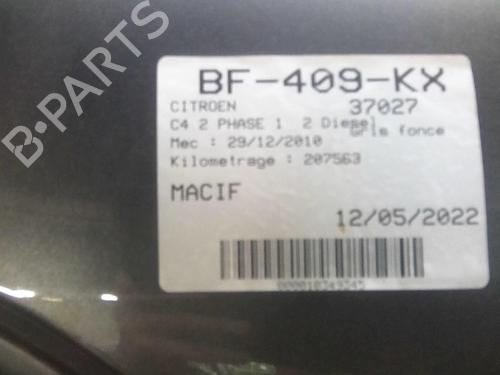 BF-409-KX
CITROEN 37027
C4 2 PHASE 1 2 Diesel
Gris fonce
Mec : 29/12/2010
Kilometrage : 207563
MACIF
12/05/2022
B-PARTS